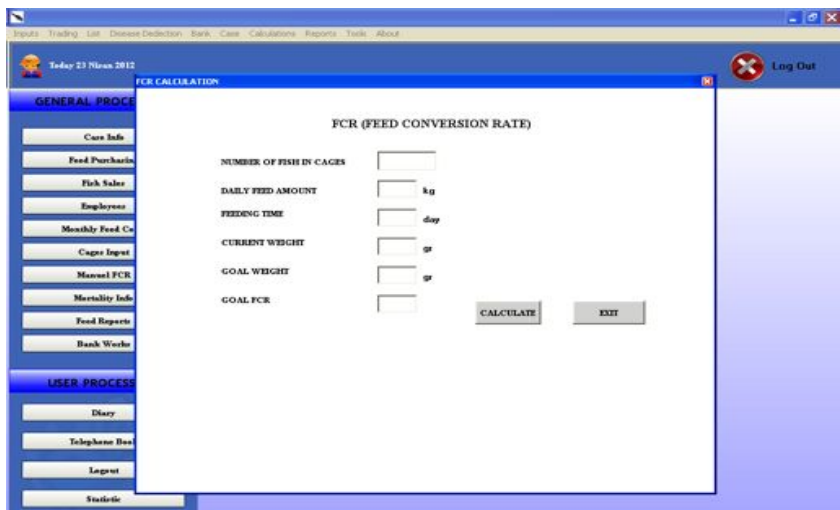 Inputs Trading List Disease Dedection Bank Case Calculations Reports Tools About
Today 23 Nisan 2012
Log Out
FCR CALCULATION
GENERAL PROCE
Case Info
Feed Purchasin
Fish Sales
Employees
Monthly Feed Co
Cages Input
Manuel FCR
Mortality Info
Feed Reports
Bank Works
USER PROCESS
Diary
Telephone Boo
Logout
Statistic
FCR (FEED CONVERSION RATE)
NUMBER OF FISH IN CAGES
DAILY FEED AMOUNT kg
FEEDING TIME day
CURRENT WEIGHT gr
GOAL WEIGHT gr
GOAL FCR
CALCULATE EXIT